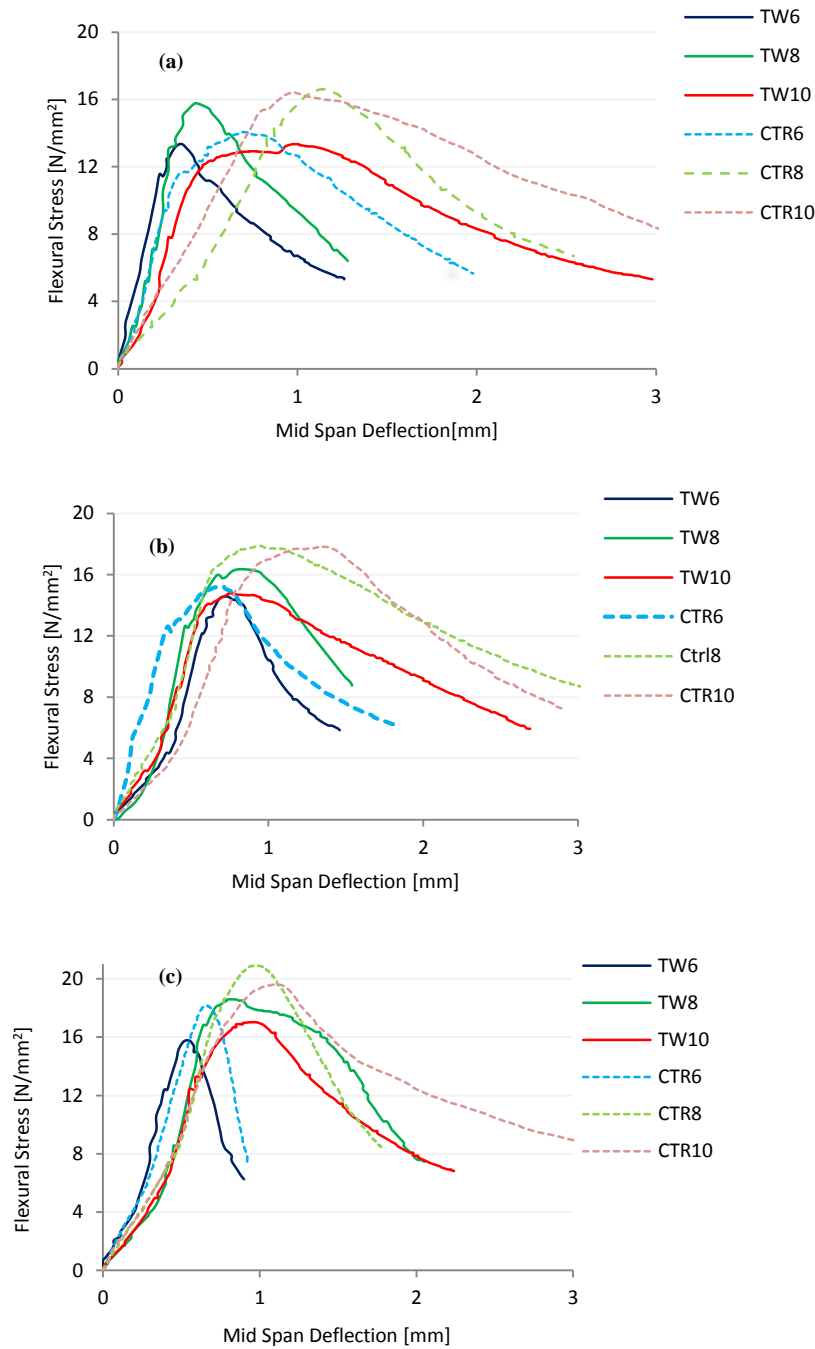 (a)
Flexural Stress [N/mm²]
20
16
12
8
4
0
0 1 2 3
Mid Span Deflection[mm]
TW6
TW8
TW10
CTR6
CTR8
CTR10
(b)
Flexural Stress [N/mm²]
20
16
12
8
4
0
0 1 2 3
Mid Span Deflection [mm]
TW6
TW8
TW10
CTR6
Ctrl8
CTR10
(c)
Flexural Stress [N/mm²]
20
16
12
8
4
0
0 1 2 3
Mid Span Deflection [mm]
TW6
TW8
TW10
CTR6
CTR8
CTR10